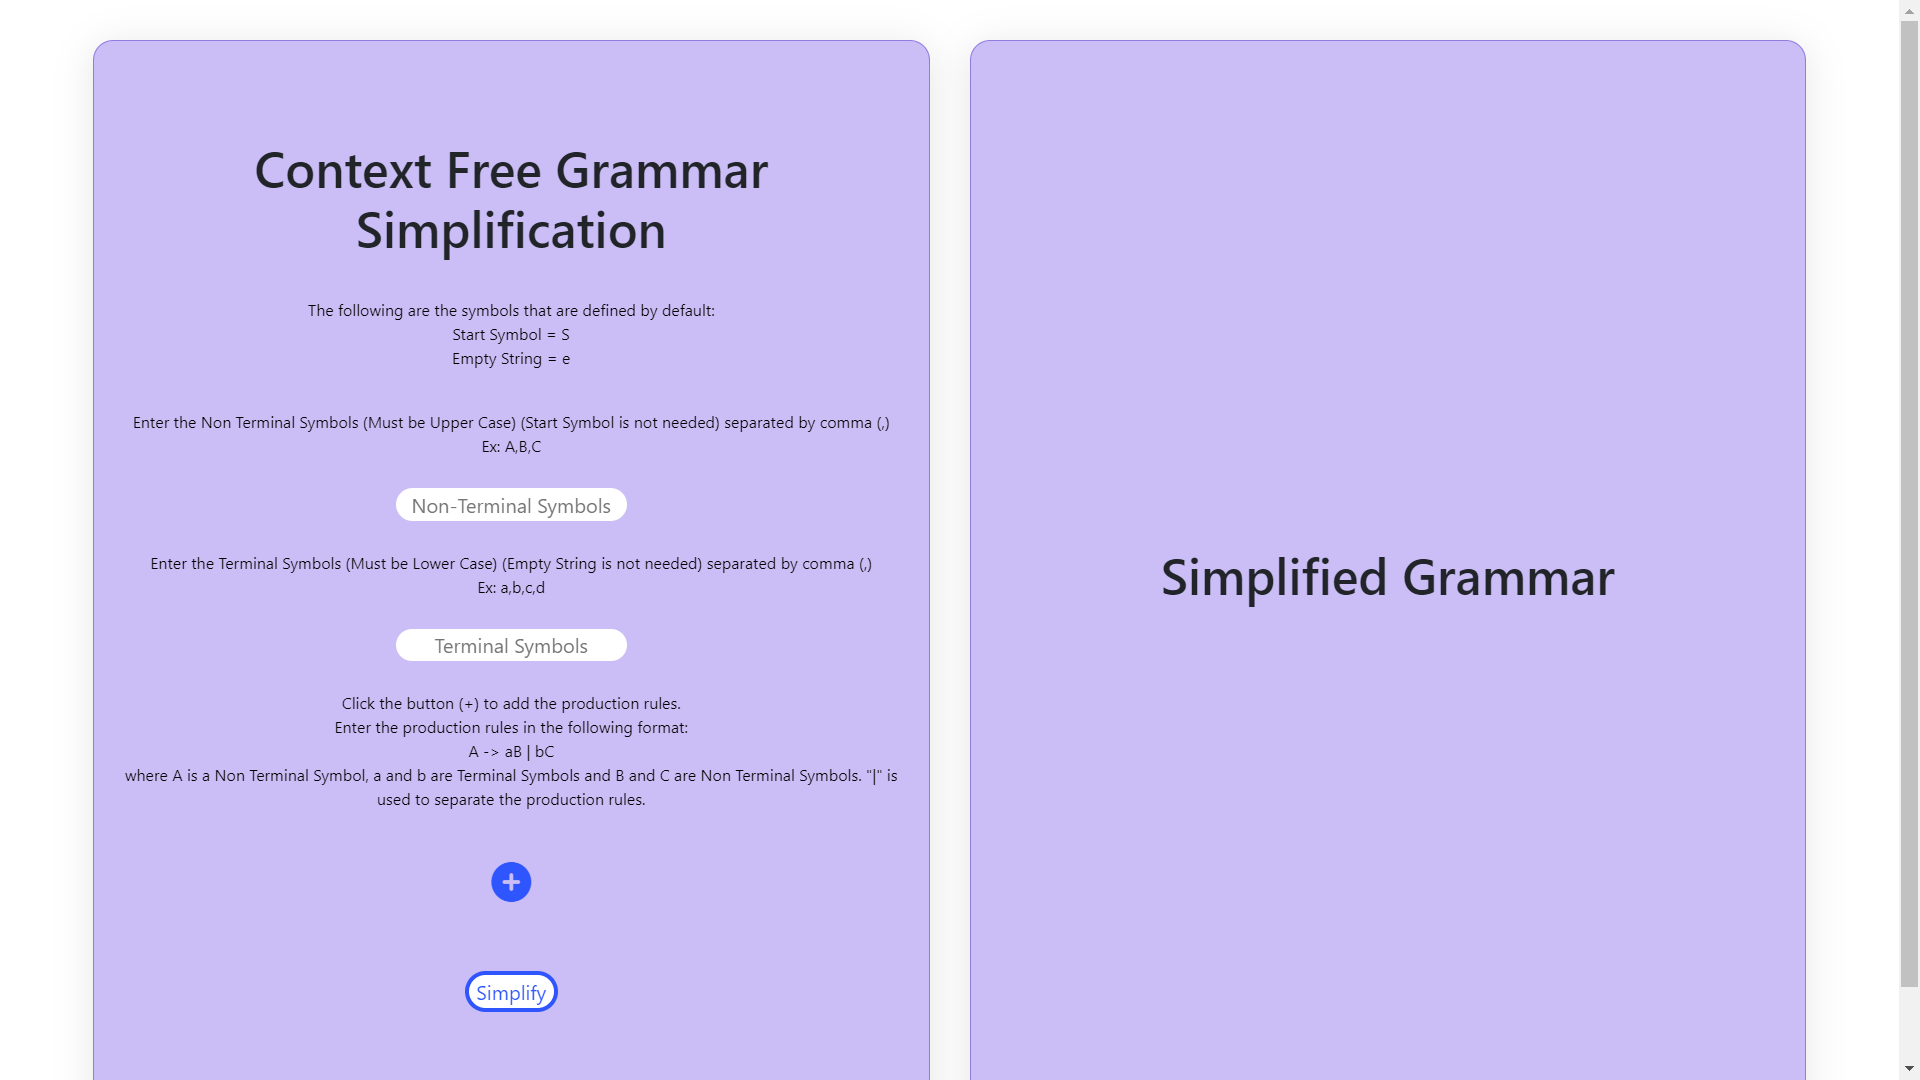 Context Free Grammar
Simplification
The following are the symbols that are defined by default:
Start Symbol = S
Empty String = e
Enter the Non Terminal Symbols (Must be Upper Case) (Start Symbol is not needed) separated by comma (,)
Ex: A,B,C
Non-Terminal Symbols
Enter the Terminal Symbols (Must be Lower Case) (Empty String is not needed) separated by comma (,)
Ex: a,b,c,d
Terminal Symbols
Click the button (+) to add the production rules.
Enter the production rules in the following format:
A -> aB | bC
where A is a Non Terminal Symbol, a and b are Terminal Symbols and B and C are Non Terminal Symbols. "|" is
used to separate the production rules.
+
Simplify
Simplified Grammar